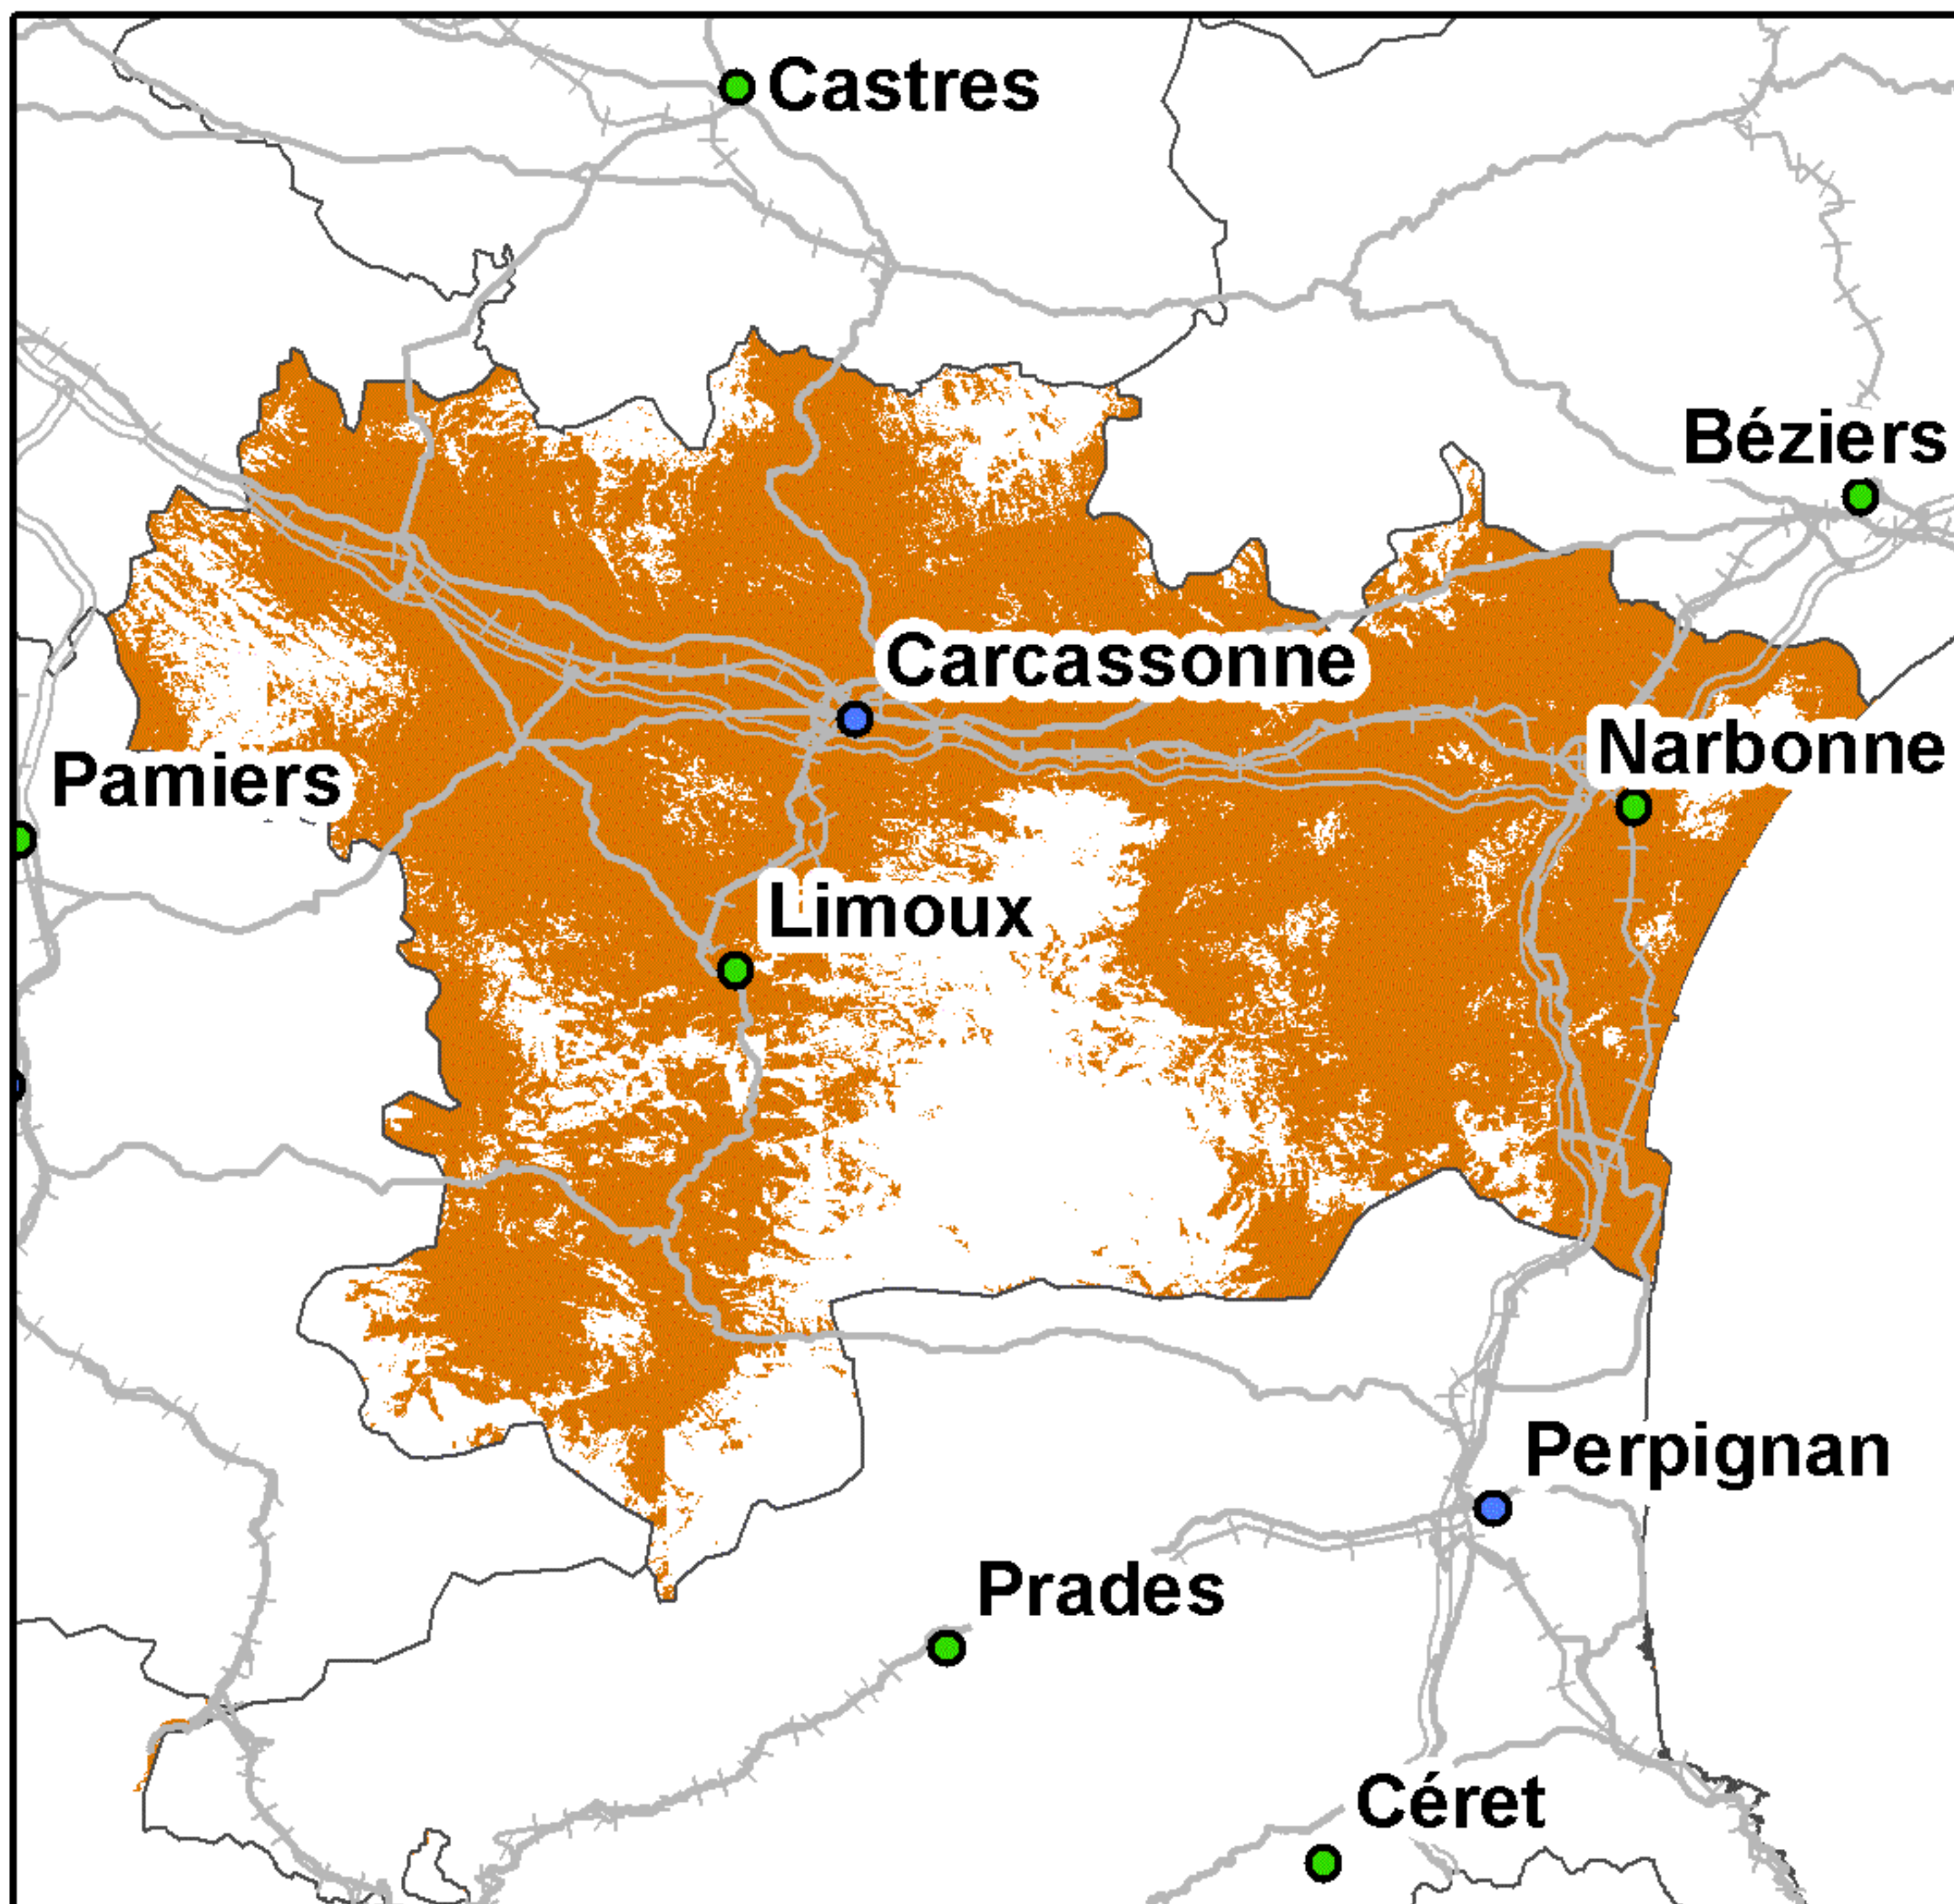 Castres
Béziers
Carcassonne
Narbonne
Pamiers
Limoux
Perpignan
Prades
Céret